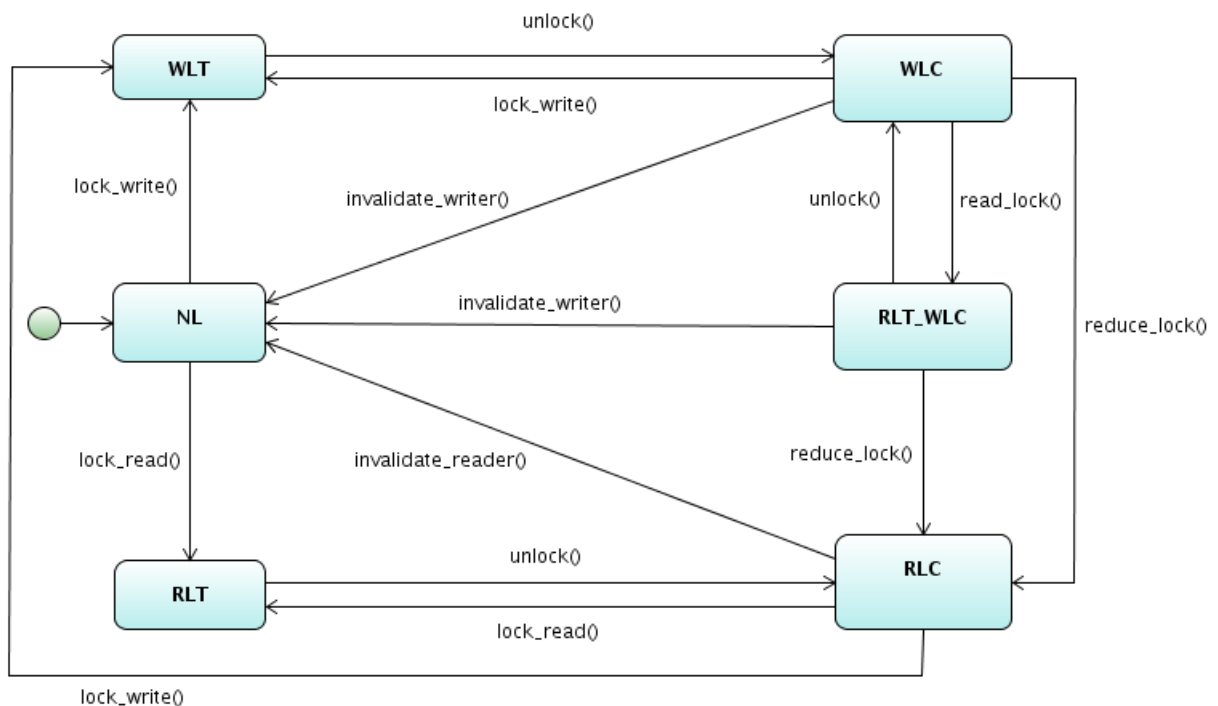 unlock()
WLT
WLC
lock_write()
lock_write()
invalidate_writer()
unlock()
read_lock()
NL
invalidate_writer()
RLT_WLC
reduce_lock()
lock_read()
invalidate_reader()
reduce_lock()
unlock()
RLT
RLC
lock_read()
lock_write()